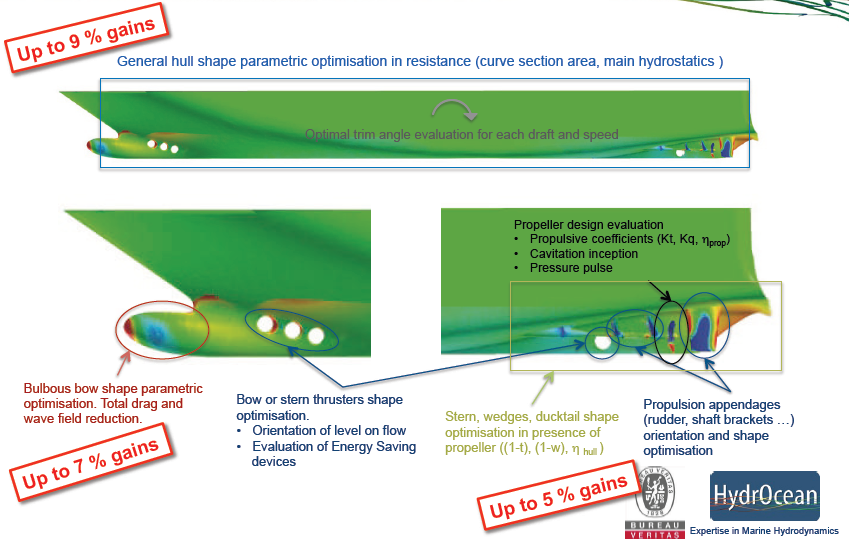 Up to 9 % gains
General hull shape parametric optimisation in resistance (curve section area, main hydrostatics )
Optimal trim angle evaluation for each draft and speed
Propeller design evaluation
• Propulsive coefficients (Kt, Kq, ηprop)
• Cavitation inception
• Pressure pulse
Bulbous bow shape parametric
optimisation. Total drag and
wave field reduction.
Up to 7 % gains
Bow or stern thrusters shape
optimisation.
• Orientation of level on flow
• Evaluation of Energy Saving
devices
Stern, wedges, ducktail shape
optimisation in presence of
propeller ((1-t), (1-w), η hull )
Propulsion appendages
(rudder, shaft brackets …)
orientation and shape
optimisation
Up to 5 % gains
BUREAU VERITAS
1828
BUREAU
VERITAS
HydrOcean
Expertise in Marine Hydrodynamics